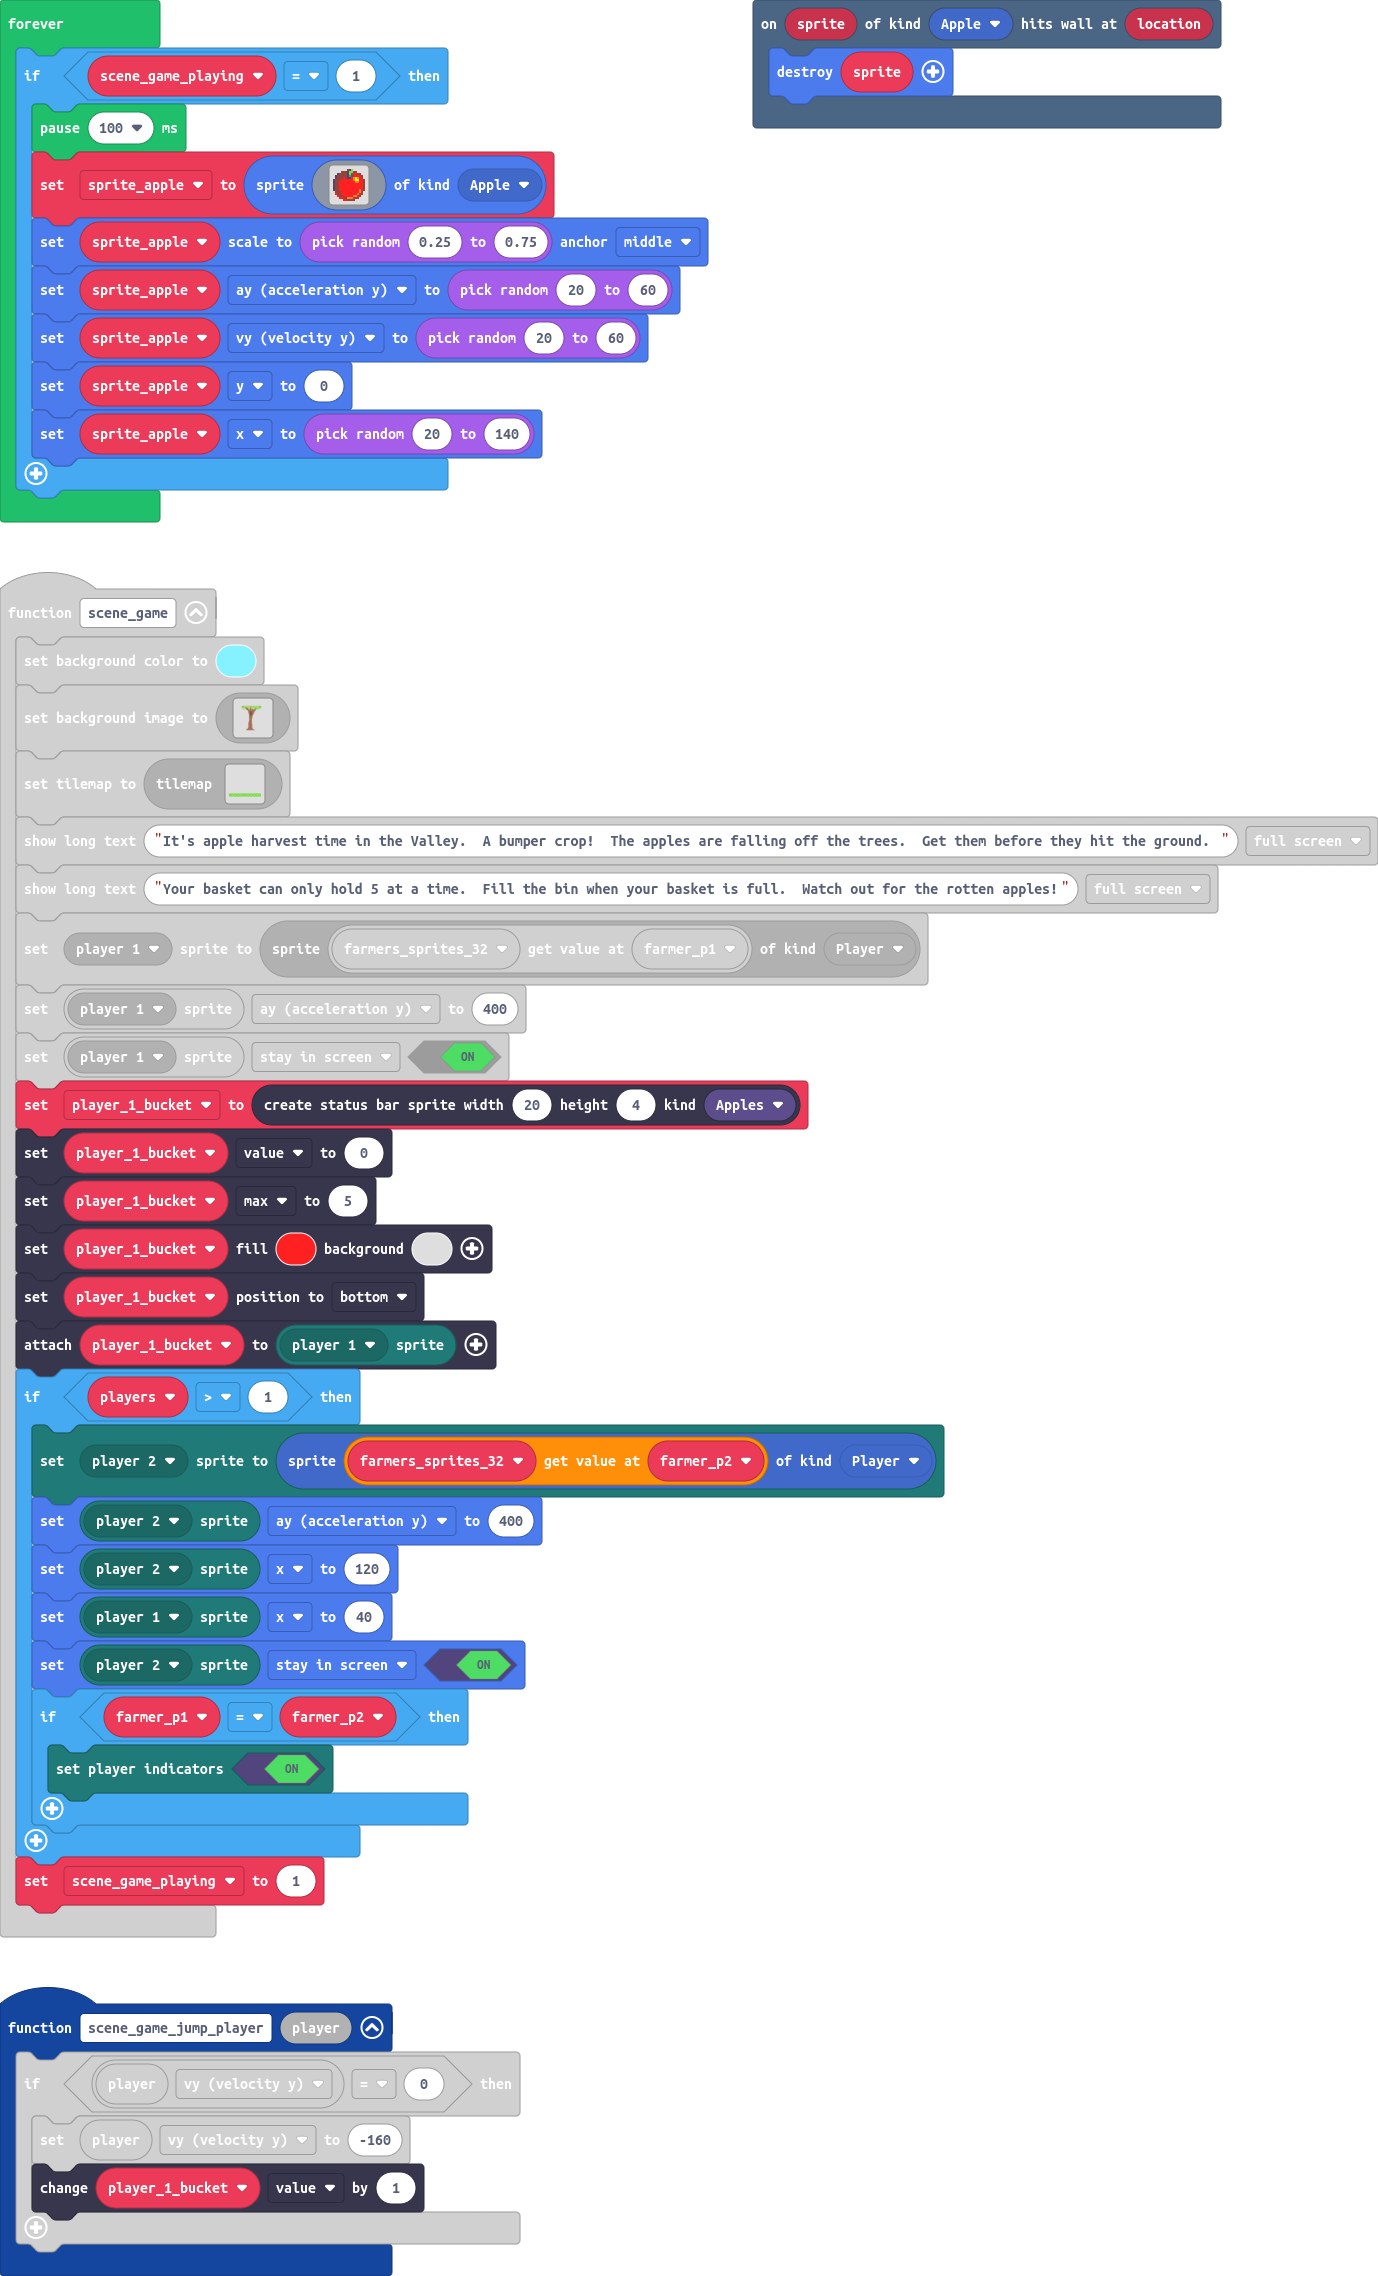 forever
if scene_game_playing = 1 then
pause 100 ms
set sprite_apple to sprite of kind Apple
set sprite_apple scale to pick random 0.25 to 0.75 anchor middle
set sprite_apple ay (acceleration y) to pick random 20 to 60
set sprite_apple vy (velocity y) to pick random 20 to 60
set sprite_apple y to 0
set sprite_apple x to pick random 20 to 140
on sprite of kind Apple hits wall at location
destroy sprite
function scene_game
set background color to
set background image to
set tilemap to tilemap
show long text "It's apple harvest time in the Valley.  A bumper crop!  The apples are falling off the trees.  Get them before they hit the ground. " full screen
show long text "Your basket can only hold 5 at a time.  Fill the bin when your basket is full.  Watch out for the rotten apples!" full screen
set player 1 sprite to sprite farmers_sprites_32 get value at farmer_p1 of kind Player
set player 1 sprite ay (acceleration y) to 400
set player 1 sprite stay in screen ON
set player_1_bucket to create status bar sprite width 20 height 4 kind Apples
set player_1_bucket value to 0
set player_1_bucket max to 5
set player_1_bucket fill background
set player_1_bucket position to bottom
attach player_1_bucket to player 1 sprite
if players > 1 then
set player 2 sprite to sprite farmers_sprites_32 get value at farmer_p2 of kind Player
set player 2 sprite ay (acceleration y) to 400
set player 2 sprite x to 120
set player 1 sprite x to 40
set player 2 sprite stay in screen ON
if farmer_p1 = farmer_p2 then
set player indicators ON
set scene_game_playing to 1
function scene_game_jump_player player
if player vy (velocity y) = 0 then
set player vy (velocity y) to -160
change player_1_bucket value by 1